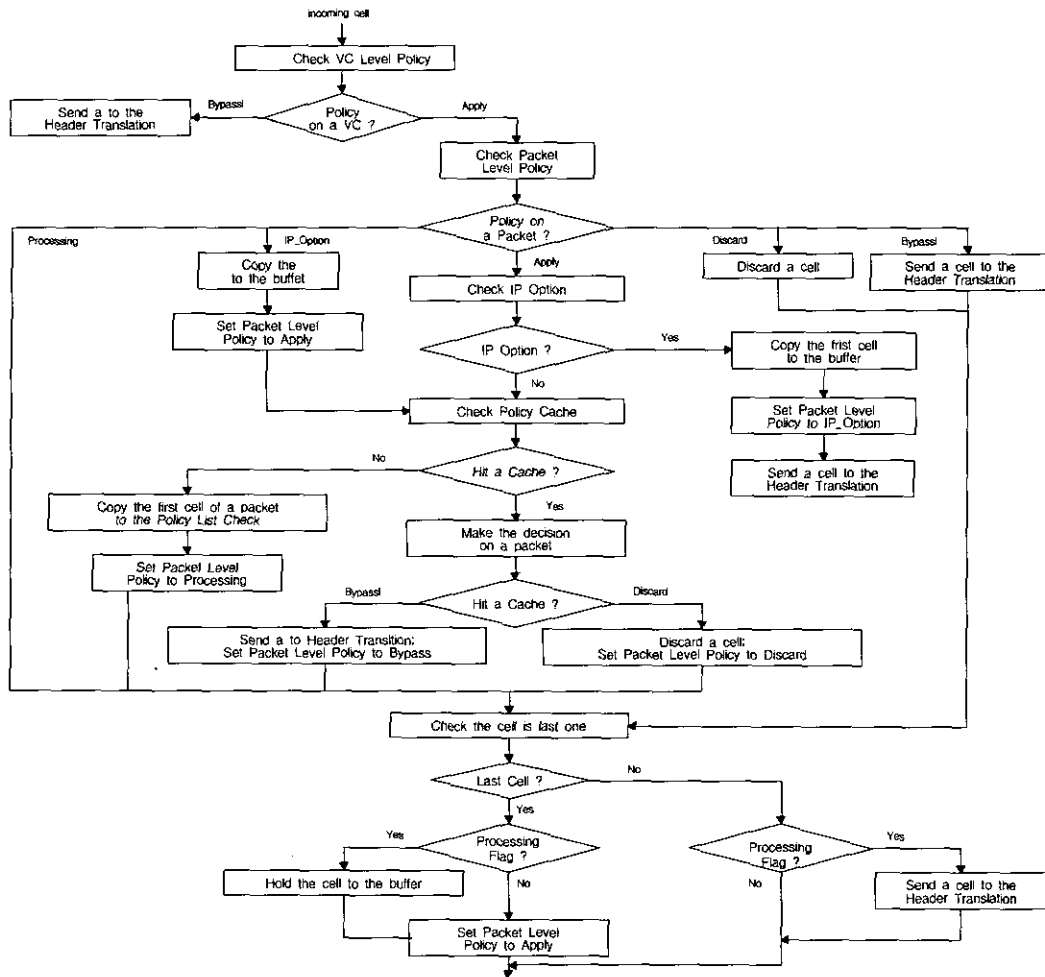 incoming cell
Check VC Level Policy
Bypassl
Apply
Send a to the
Header Translation
Policy
on a VC ?
Check Packet
Level Policy
Processing
IP_Option
Policy on
a Packet ?
Discard
Bypassl
Copy the
to the buffet
Apply
Check IP Option
Discard a cell
Send a cell to the
Header Translation
Set Packet Level
Policy to Apply
IP Option ?
Yes
Copy the frist cell
to the buffer
No
Check Policy Cache
Set Packet Level
Policy to IP_Option
No
Hit a Cache ?
Send a cell to the
Header Translation
Yes
Copy the first cell of a packet
to the Policy List Check
Make the decision
on a packet
Set Packet Level
Policy to Processing
Bypassl
Hit a Cache ?
Discard
Send a to Header Transition:
Set Packet Level Policy to Bypass
Discard a cell:
Set Packet Level Policy to Discard
Check the cell is last one
Last Cell ?
No
Yes
Yes
Processing
Flag ?
Processing
Flag ?
Yes
Hold the cell to the buffer
No
No
Send a cell to the
Header Translation
Set Packet Level
Policy to Apply